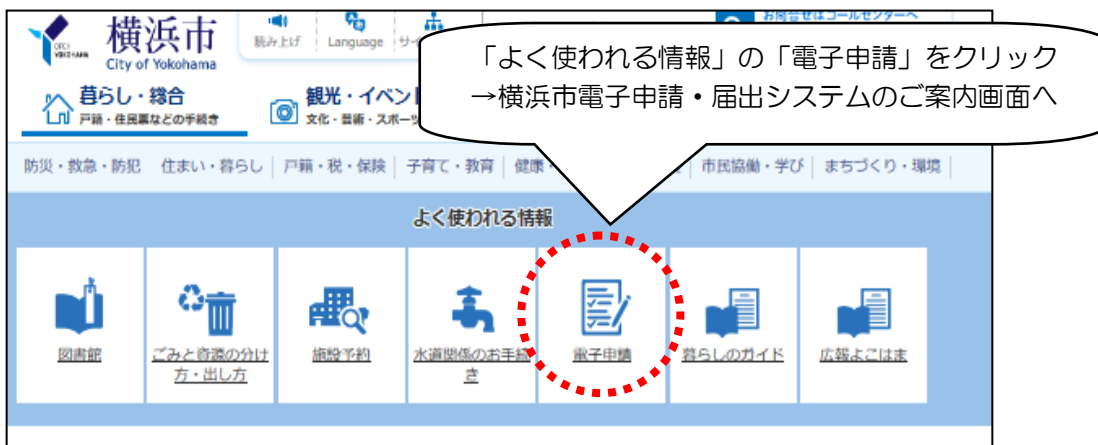 OPEN YOKOHAMA
横浜市
City of Yokohama
読み上げ
Language
お問合せはコールセンターへ
「よく使われる情報」の「電子申請」をクリック
→横浜市電子申請・届出システムのご案内画面へ
暮らし・総合
戸籍・住民票などの手続き
観光・イベン
文化・芸術・スポー
防災・救急・防犯
住まい・暮らし
戸籍・税・保険
子育て・教育
健康
市民協働・学び
まちづくり・環境
よく使われる情報
図書館
ごみと資源の分け
方・出し方
施設予約
水道関係のお手続
き
電子申請
暮らしのガイド
広報よこはま